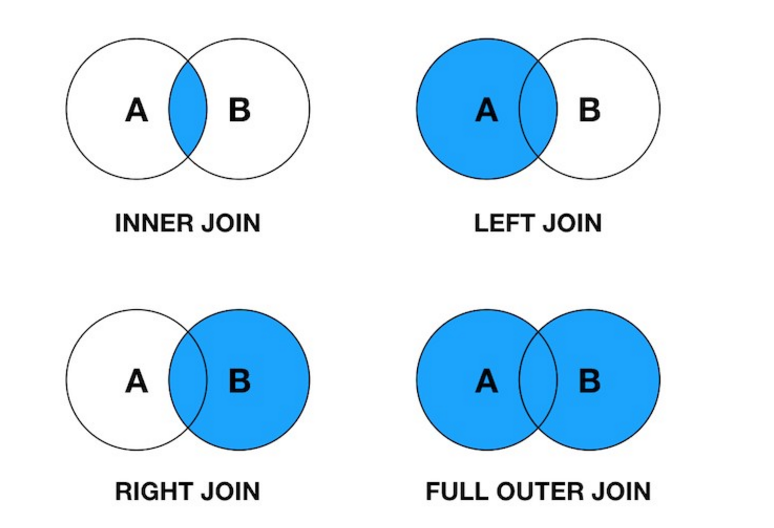 A B
A B
INNER JOIN
LEFT JOIN
A B
A B
RIGHT JOIN
FULL OUTER JOIN